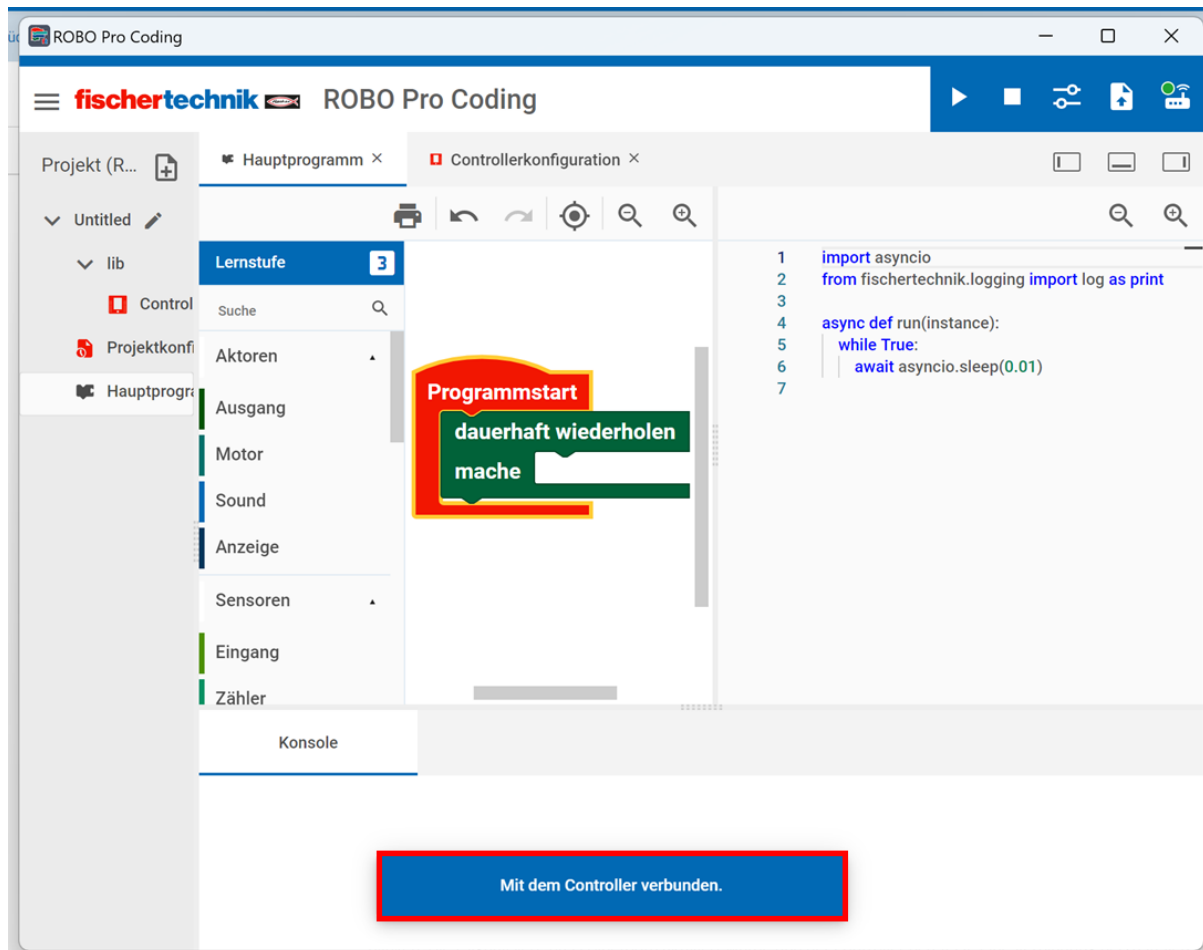 ROBO Pro Coding
fischertechnik ROBO Pro Coding
Projekt (R...
Hauptprogramm
Controllerkonfiguration
Untitled
lib
Control
Projektkonfi
Hauptprogra
Lernstufe 3
Suche
Aktoren
Ausgang
Motor
Sound
Anzeige
Sensoren
Eingang
Zähler
Programmstart
dauerhaft wiederholen
mache
1 import asyncio
2 from fischertechnik.logging import log as print
3
4 async def run(instance):
5 while True:
6 await asyncio.sleep(0.01)
7
Konsole
Mit dem Controller verbunden.